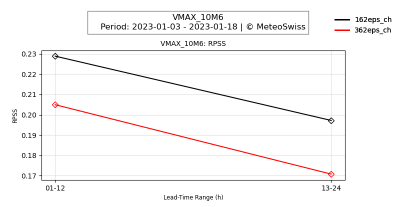 VMAX_10M6
Period: 2023-01-03 - 2023-01-18 | © MeteoSwiss
162eps_ch
362eps_ch
VMAX_10M6: RPSS
RPSS
0.23
0.22
0.21
0.20
0.19
0.18
0.17
01-12
13-24
Lead-Time Range (h)